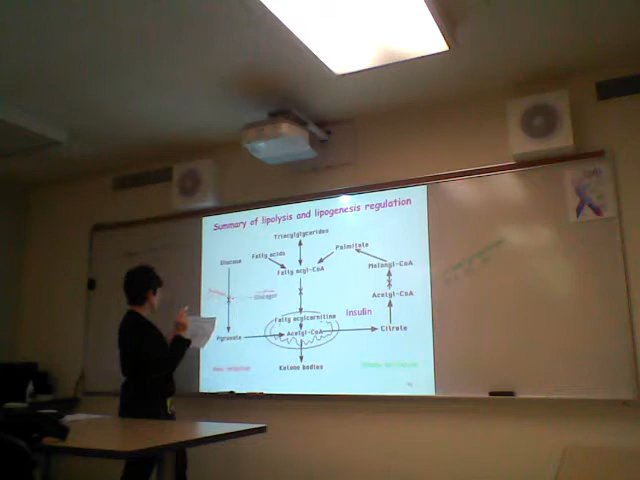 Summary of lipolysis and lipogenesis regulation
Triacylglycerides
Fatty acids
Palmitate
Glucose
Fatty acyl-CoA
Malonyl-CoA
Glucagon
Acetyl-CoA
Fatty acylcarnitine
insulin
Pyruvate
Acetyl-CoA
Citrate
Ketone bodies